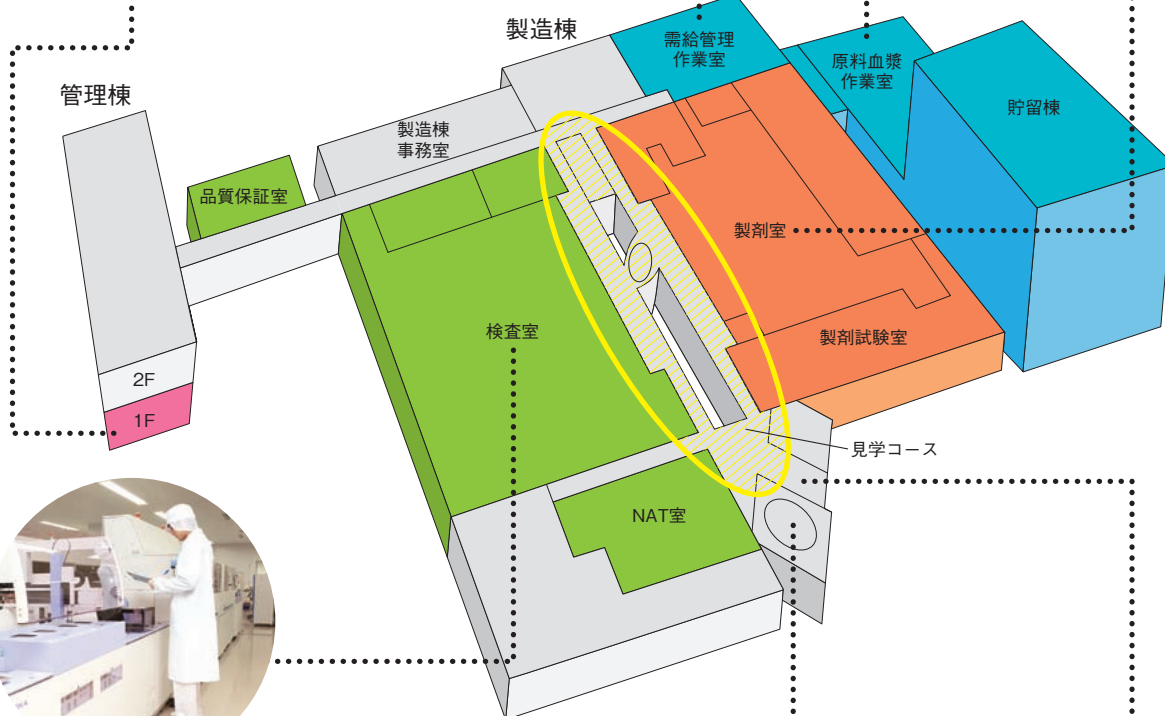 製造棟
管理棟
需給管理
作業室
原料血漿
作業室
貯留棟
製造棟
事務室
品質保証室
製剤室
検査室
製剤試験室
2F
1F
見学コース
NAT室